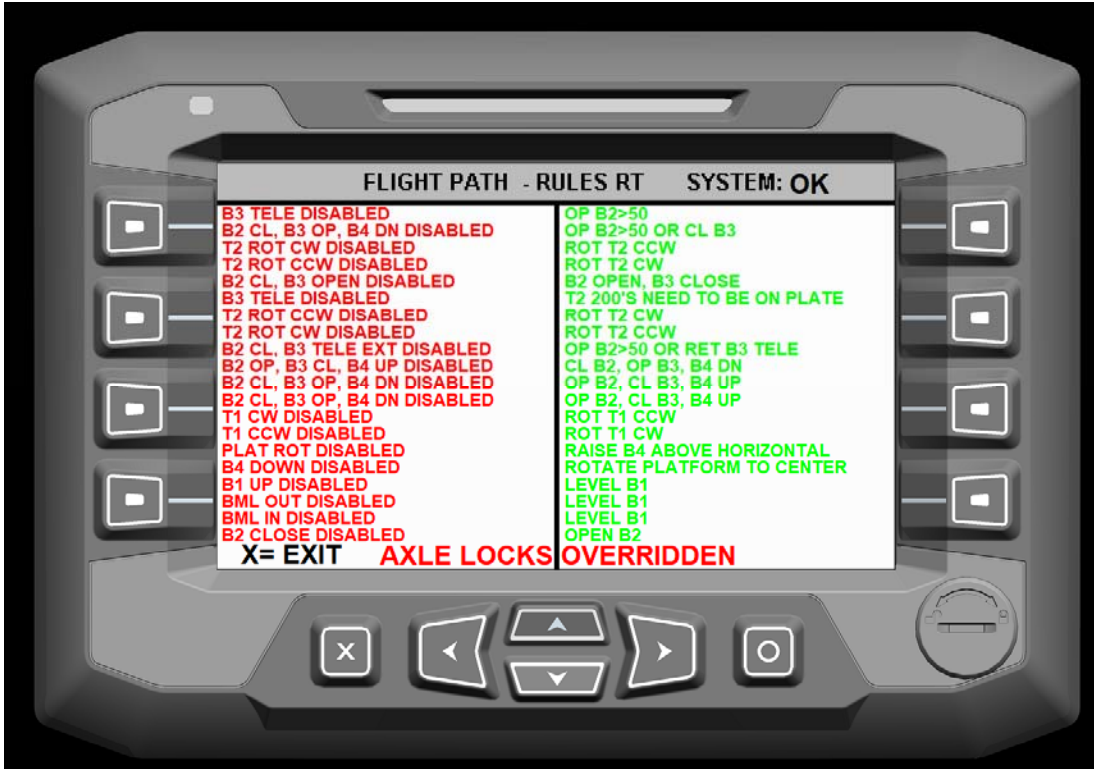 FLIGHT PATH - RULES RT SYSTEM: OK
B3 TELE DISABLED
B2 CL, B3 OP, B4 DN DISABLED
T2 ROT CW DISABLED
T2 ROT CCW DISABLED
B2 CL, B3 OPEN DISABLED
B3 TELE DISABLED
T2 ROT CCW DISABLED
T2 ROT CW DISABLED
B2 CL, B3 TELE EXT DISABLED
B2 OP, B3 CL, B4 UP DISABLED
B2 CL, B3 OP, B4 DN DISABLED
B2 CL, B3 OP, B4 DN DISABLED
T1 CW DISABLED
T1 CCW DISABLED
PLAT ROT DISABLED
B4 DOWN DISABLED
B1 UP DISABLED
BML OUT DISABLED
BML IN DISABLED
B2 CLOSE DISABLED
OP B2>50
OP B2>50 OR CL B3
ROT T2 CCW
ROT T2 CW
B2 OPEN, B3 CLOSE
T2 200'S NEED TO BE ON PLATE
ROT T2 CW
ROT T2 CCW
OP B2>50 OR RET B3 TELE
CL B2, OP B3, B4 DN
OP B2, CL B3, B4 UP
OP B2, CL B3, B4 UP
ROT T1 CCW
ROT T1 CW
RAISE B4 ABOVE HORIZONTAL
ROTATE PLATFORM TO CENTER
LEVEL B1
LEVEL B1
LEVEL B1
OPEN B2
X= EXIT AXLE LOCKS OVERRIDDEN
X